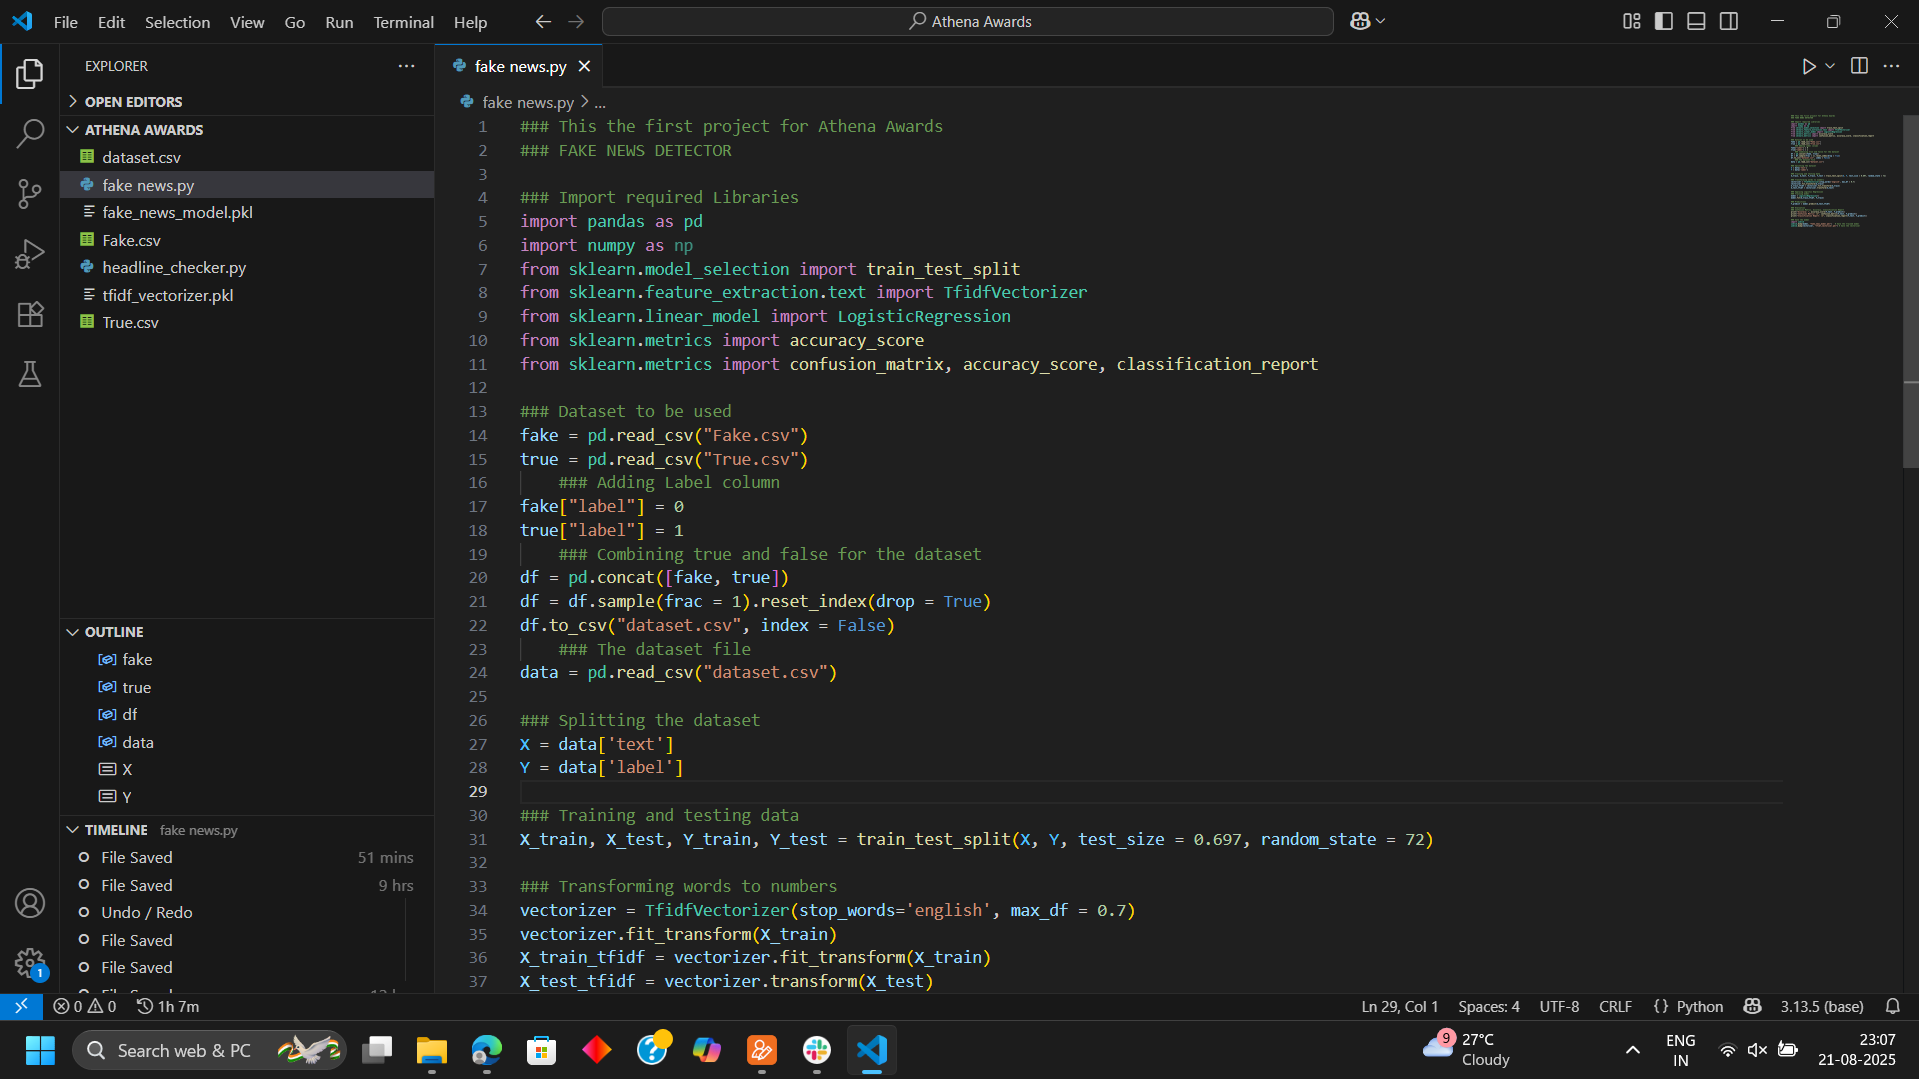 File Edit Selection View Go Run Terminal Help
Athena Awards
EXPLORER
OPEN EDITORS
ATHENA AWARDS
dataset.csv
fake news.py
fake_news_model.pkl
Fake.csv
headline_checker.py
tfidf_vectorizer.pkl
True.csv
OUTLINE
fake
true
df
data
X
Y
TIMELINE fake news.py
File Saved 51 mins
File Saved 9 hrs
Undo / Redo
File Saved
File Saved
fake news.py
fake news.py > ...
1 ### This the first project for Athena Awards
2 ### FAKE NEWS DETECTOR
3
4 ### Import required Libraries
5 import pandas as pd
6 import numpy as np
7 from sklearn.model_selection import train_test_split
8 from sklearn.feature_extraction.text import TfidfVectorizer
9 from sklearn.linear_model import LogisticRegression
10 from sklearn.metrics import accuracy_score
11 from sklearn.metrics import confusion_matrix, accuracy_score, classification_report
12
13 ### Dataset to be used
14 fake = pd.read_csv("Fake.csv")
15 true = pd.read_csv("True.csv")
16 ### Adding Label column
17 fake["label"] = 0
18 true["label"] = 1
19 ### Combining true and false for the dataset
20 df = pd.concat([fake, true])
21 df = df.sample(frac = 1).reset_index(drop = True)
22 df.to_csv("dataset.csv", index = False)
23 ### The dataset file
24 data = pd.read_csv("dataset.csv")
25
26 ### Splitting the dataset
27 X = data['text']
28 Y = data['label']
29
30 ### Training and testing data
31 X_train, X_test, Y_train, Y_test = train_test_split(X, Y, test_size = 0.697, random_state = 72)
32
33 ### Transforming words to numbers
34 vectorizer = TfidfVectorizer(stop_words='english', max_df = 0.7)
35 vectorizer.fit_transform(X_train)
36 X_train_tfidf = vectorizer.fit_transform(X_train)
37 X_test_tfidf = vectorizer.transform(X_test)
1
0 0 1h 7m
Ln 29, Col 1 Spaces: 4 UTF-8 CRLF {} Python 3.13.5 (base)
Search web & PC
9
27°C
Cloudy
ENG
IN
23:07
21-08-2025